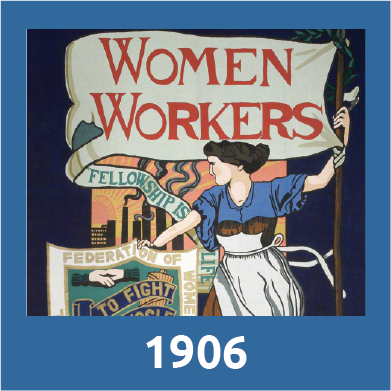 WOMEN
WORKERS
FELLOWSHIP IS
LIFE
FEDERATION OF
WOMEN
TO FIGHT
1906